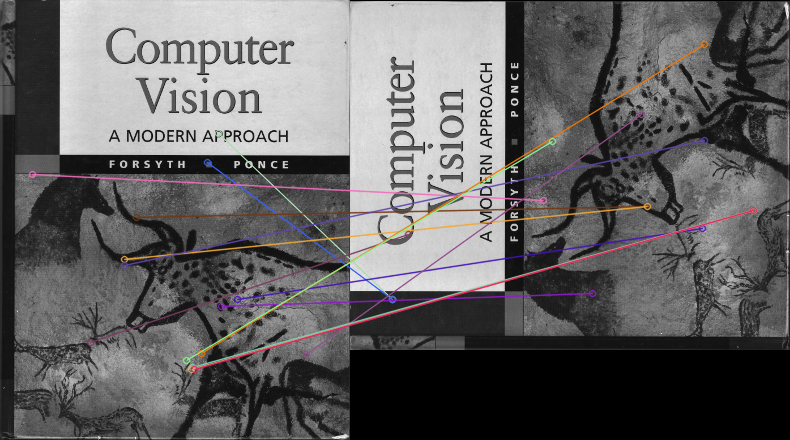 Computer
Vision
A MODERN APPROACH
FORSYTH PONCE
Computer
Vision
A MODERN APPROACH
FORSYTH ■ PONCE